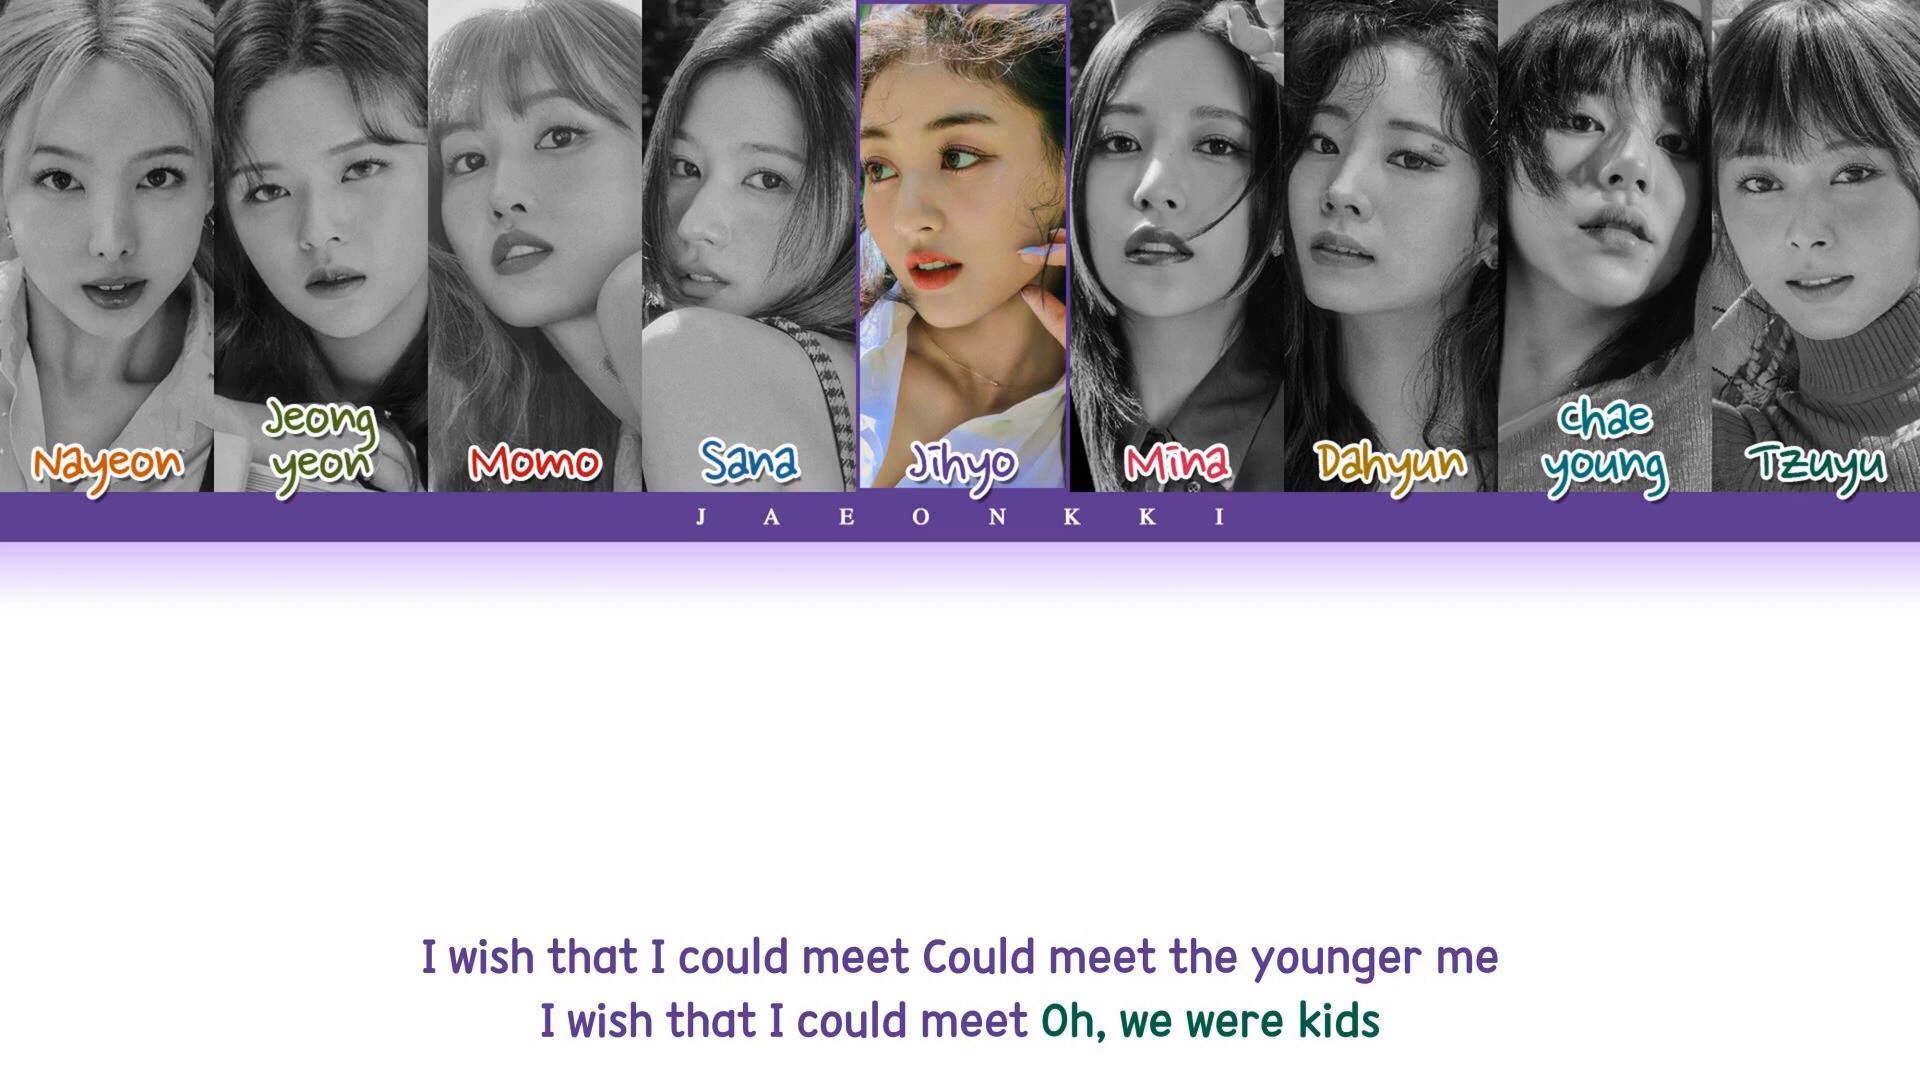 Nayeon
Jeong
yeon
Momo
Sana
Jihyo
Mina
Dahyun
chae
young
Tzuyu
J A E O N K K I
I wish that I could meet Could meet the younger me
I wish that I could meet Oh, we were kids